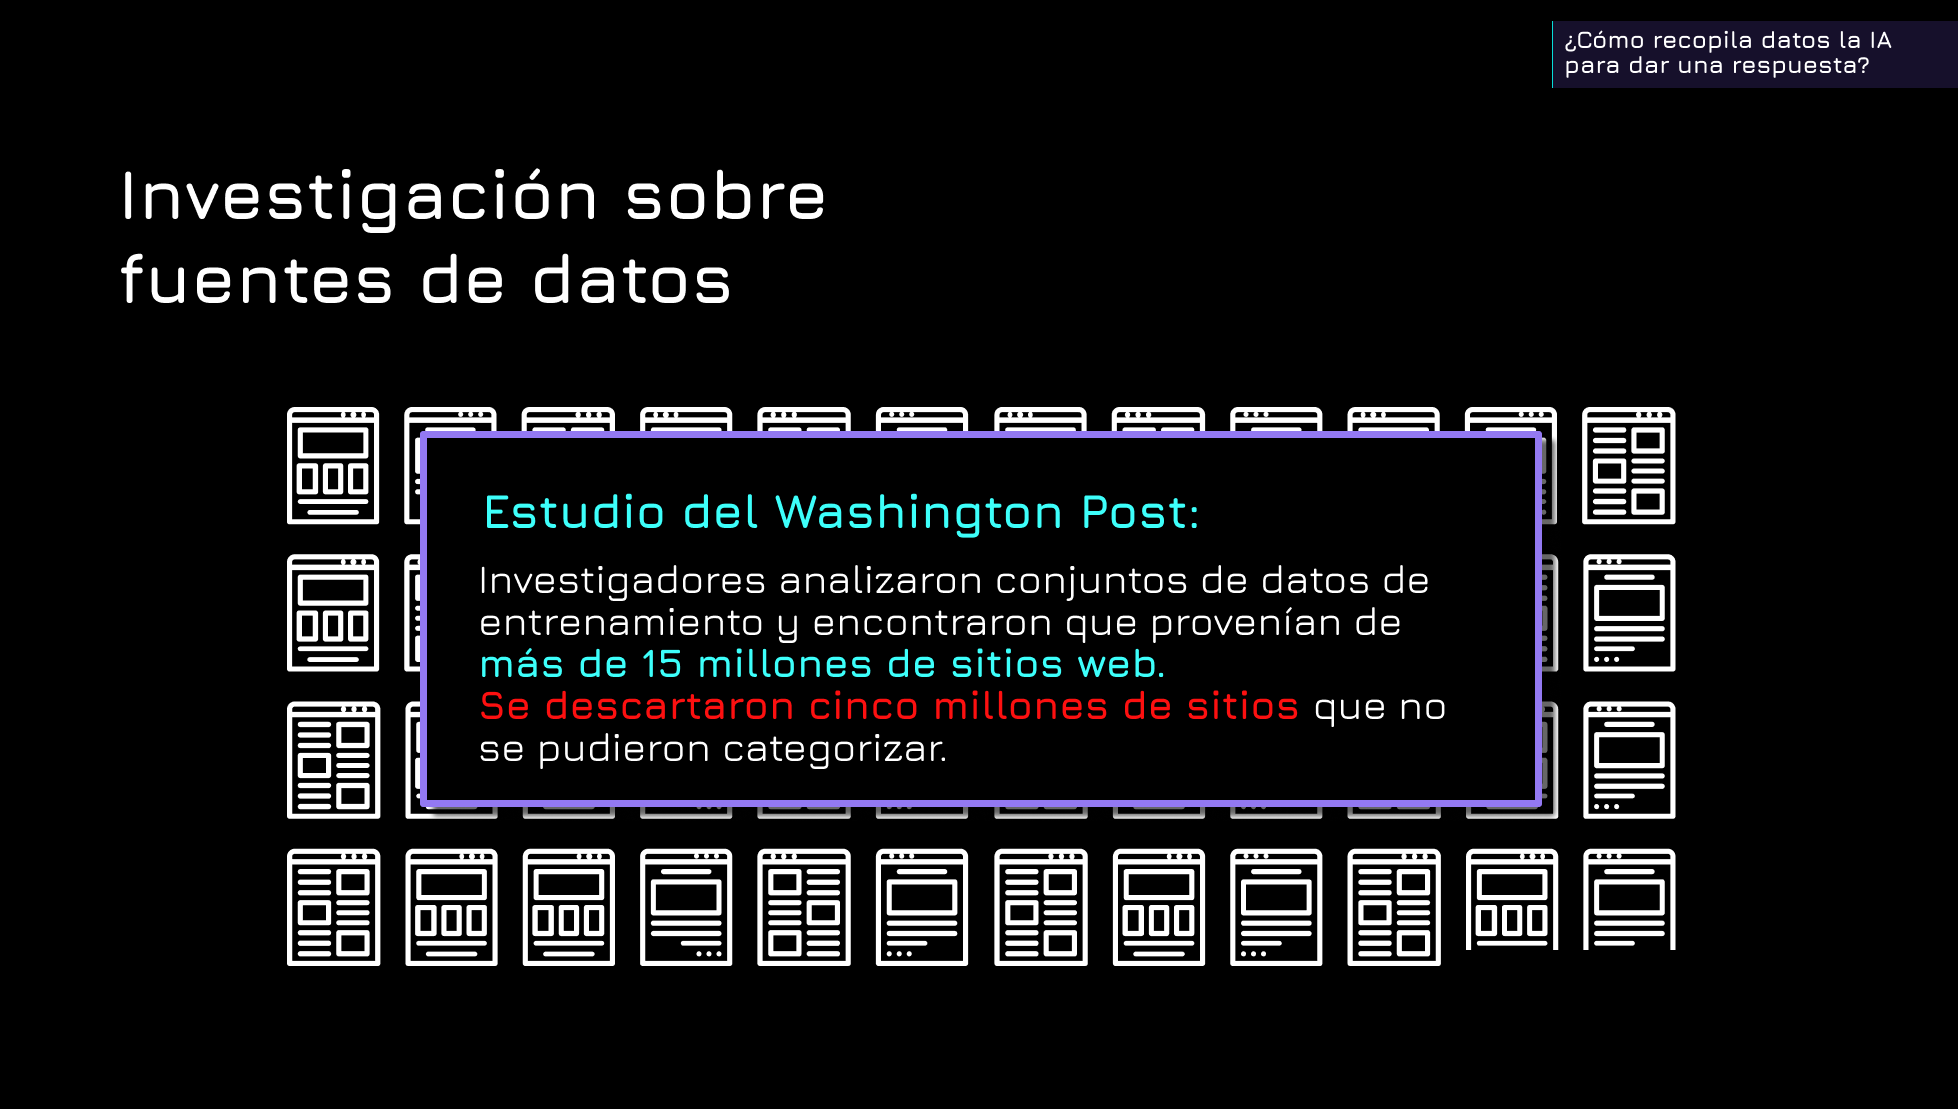 ¿Cómo recopila datos la IA
para dar una respuesta?
Investigación sobre
fuentes de datos
Estudio del Washington Post:
Investigadores analizaron conjuntos de datos de
entrenamiento y encontraron que provenían de
más de 15 millones de sitios web.
Se descartaron cinco millones de sitios que no
se pudieron categorizar.